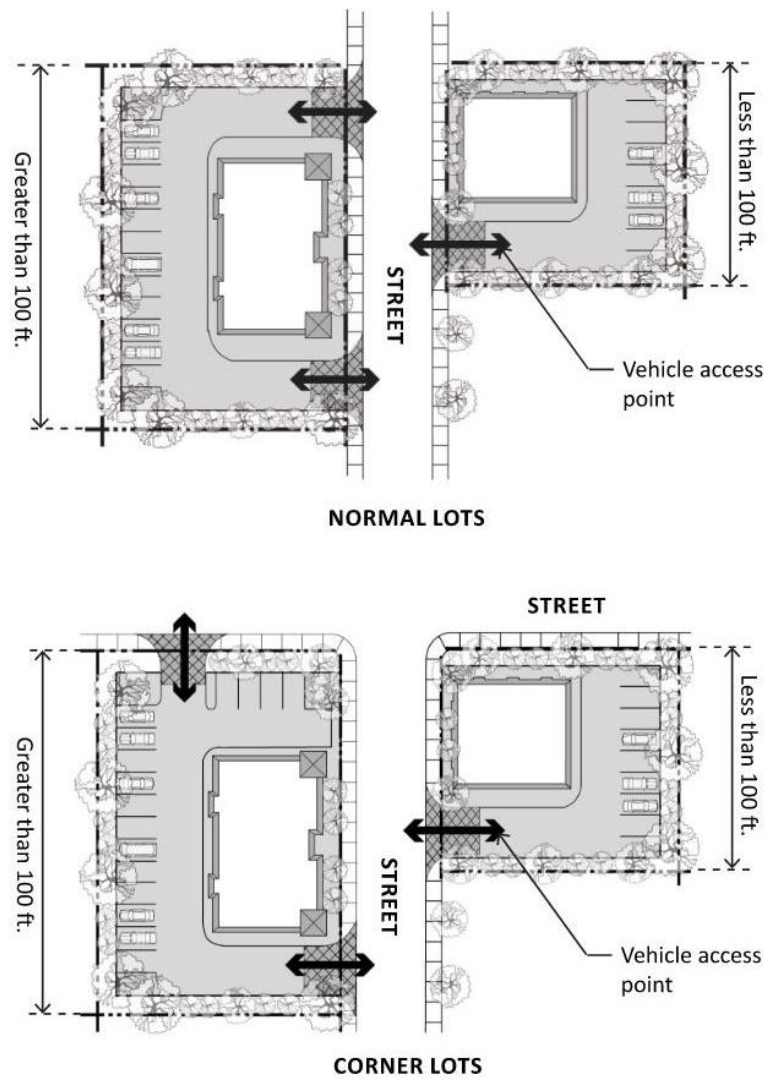 Greater than 100 ft.
STREET
Less than 100 ft.
Vehicle access
point
NORMAL LOTS
STREET
Greater than 100 ft.
STREET
Less than 100 ft.
Vehicle access
point
CORNER LOTS